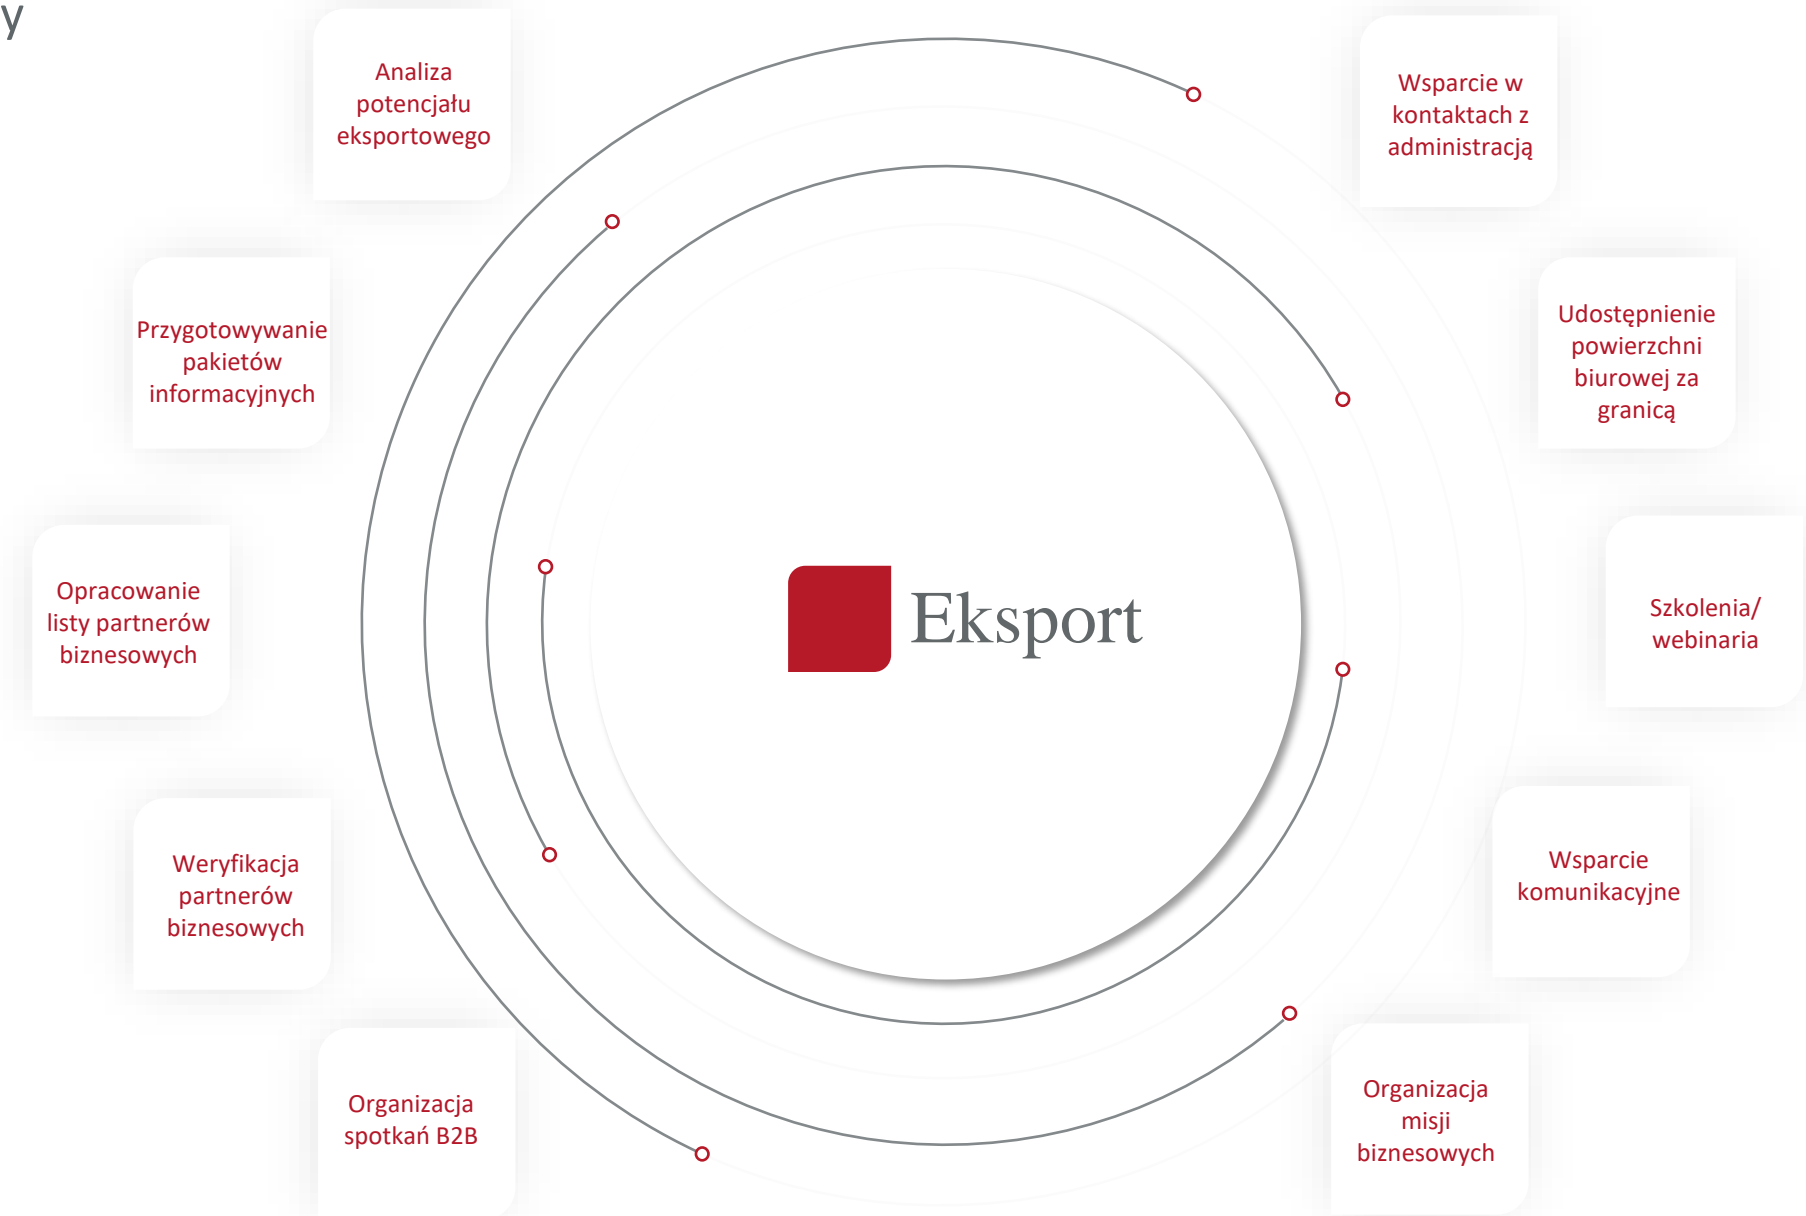 y
Analiza
potencjału
eksportowego
Wsparcie w
kontaktach z
administracją
Przygotowywanie
pakietów
informacyjnych
Udostępnienie
powierzchni
biurowej za
granicą
Opracowanie
listy partnerów
biznesowych
Eksport
Szkolenia/
webinaria
Weryfikacja
partnerów
biznesowych
Wsparcie
komunikacyjne
Organizacja
spotkań B2B
Organizacja
misji
biznesowych